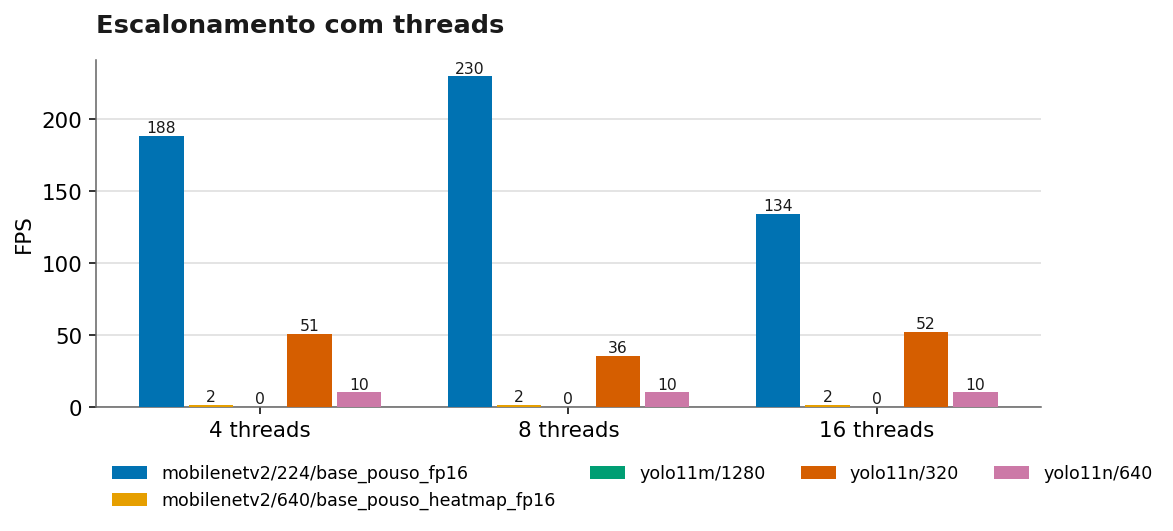 Escalonamento com threads
FPS
200
150
100
50
0
188
2
0
51
10
230
2
0
36
10
134
2
0
52
10
4 threads
8 threads
16 threads
mobilenetv2/224/base_pouso_fp16
mobilenetv2/640/base_pouso_heatmap_fp16
yolo11m/1280
yolo11n/320
yolo11n/640